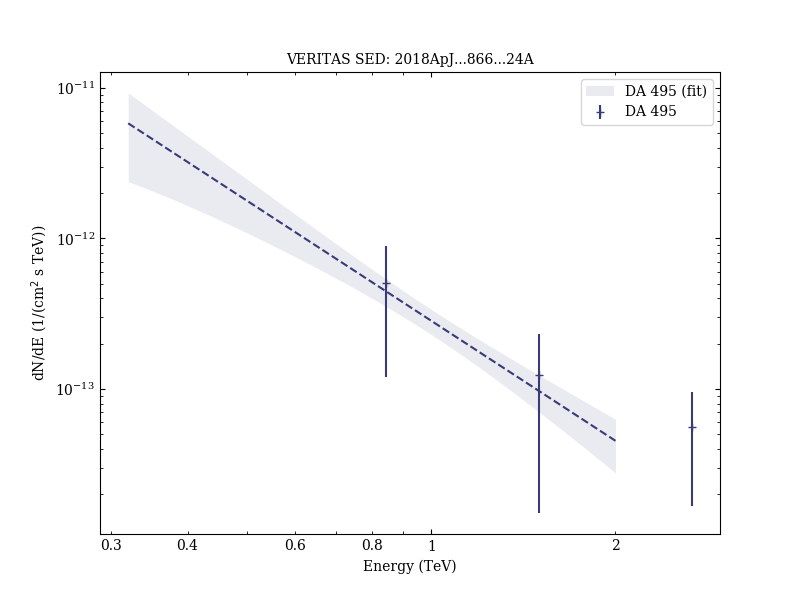 VERITAS SED: 2018ApJ...866...24A
DA 495 (fit)
DA 495
10⁻¹¹
10⁻¹²
10⁻¹³
dN/dE (1/(cm² s TeV))
0.3 0.4 0.6 0.8 1 2
Energy (TeV)